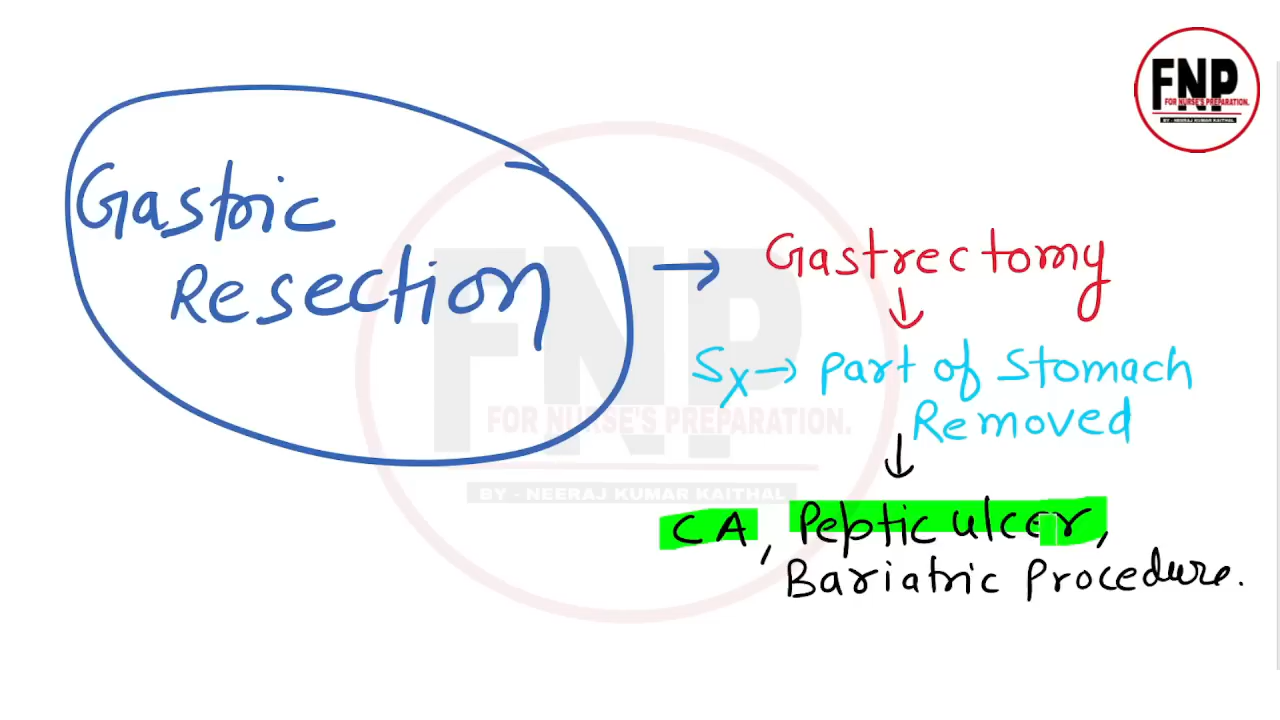 FNP
FOR NURSE'S PREPARATION.
BY - NEERAJ KUMAR KAITHAL
Gastric
Resection
→ Gastrectomy
↓
Sx → Part of Stomach
Removed
↓
CA, Peptic ulcer,
Bariatric Procedure.
FNP
FOR NURSE'S PREPARATION.
BY - NEERAJ KUMAR KAITHAL